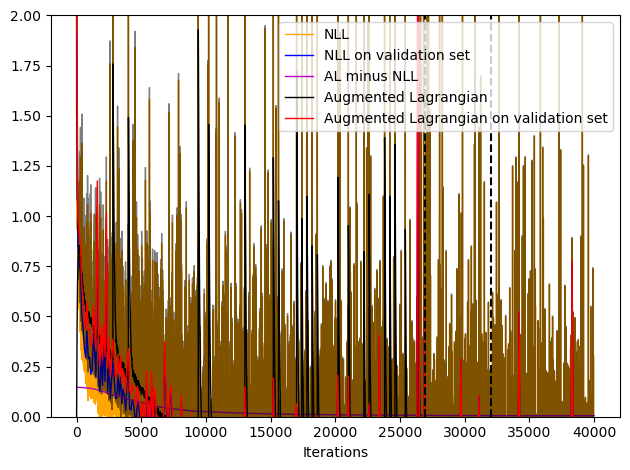 2.00
1.75
1.50
1.25
1.00
0.75
0.50
0.25
0.00
NLL
NLL on validation set
AL minus NLL
Augmented Lagrangian
Augmented Lagrangian on validation set
0 5000 10000 15000 20000 25000 30000 35000 40000
Iterations